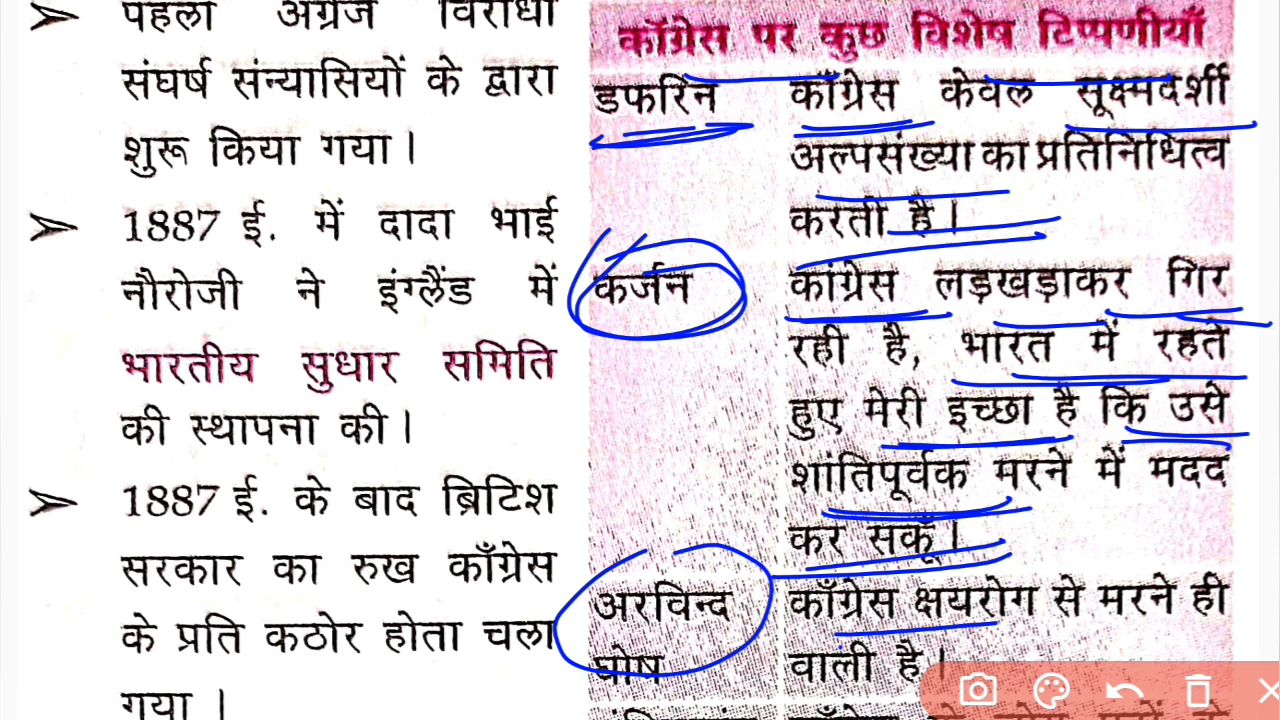 पहला अंग्रेज विरोधी
संघर्ष संन्यासियों के द्वारा
शुरू किया गया।
1887 ई. में दादा भाई
नौरोजी ने इंग्लैंड में
भारतीय सुधार समिति
की स्थापना की।
1887 ई. के बाद ब्रिटिश
सरकार का रुख काँग्रेस
के प्रति कठोर होता चला
गया ।
काँग्रेस पर कुछ विशेष टिप्पणीयाँ
डफरिन काँग्रेस केवल सूक्ष्मदर्शी
अल्पसंख्या का प्रतिनिधित्व
करती है।
कर्जन कांग्रेस लड़खड़ाकर गिर
रही है, भारत में रहते
हुए मेरी इच्छा है कि उसे
शांतिपूर्वक मरने में मदद
कर सकूँ।
अरविन्द काँग्रेस क्षयरोग से मरने ही
घोष वाली है।